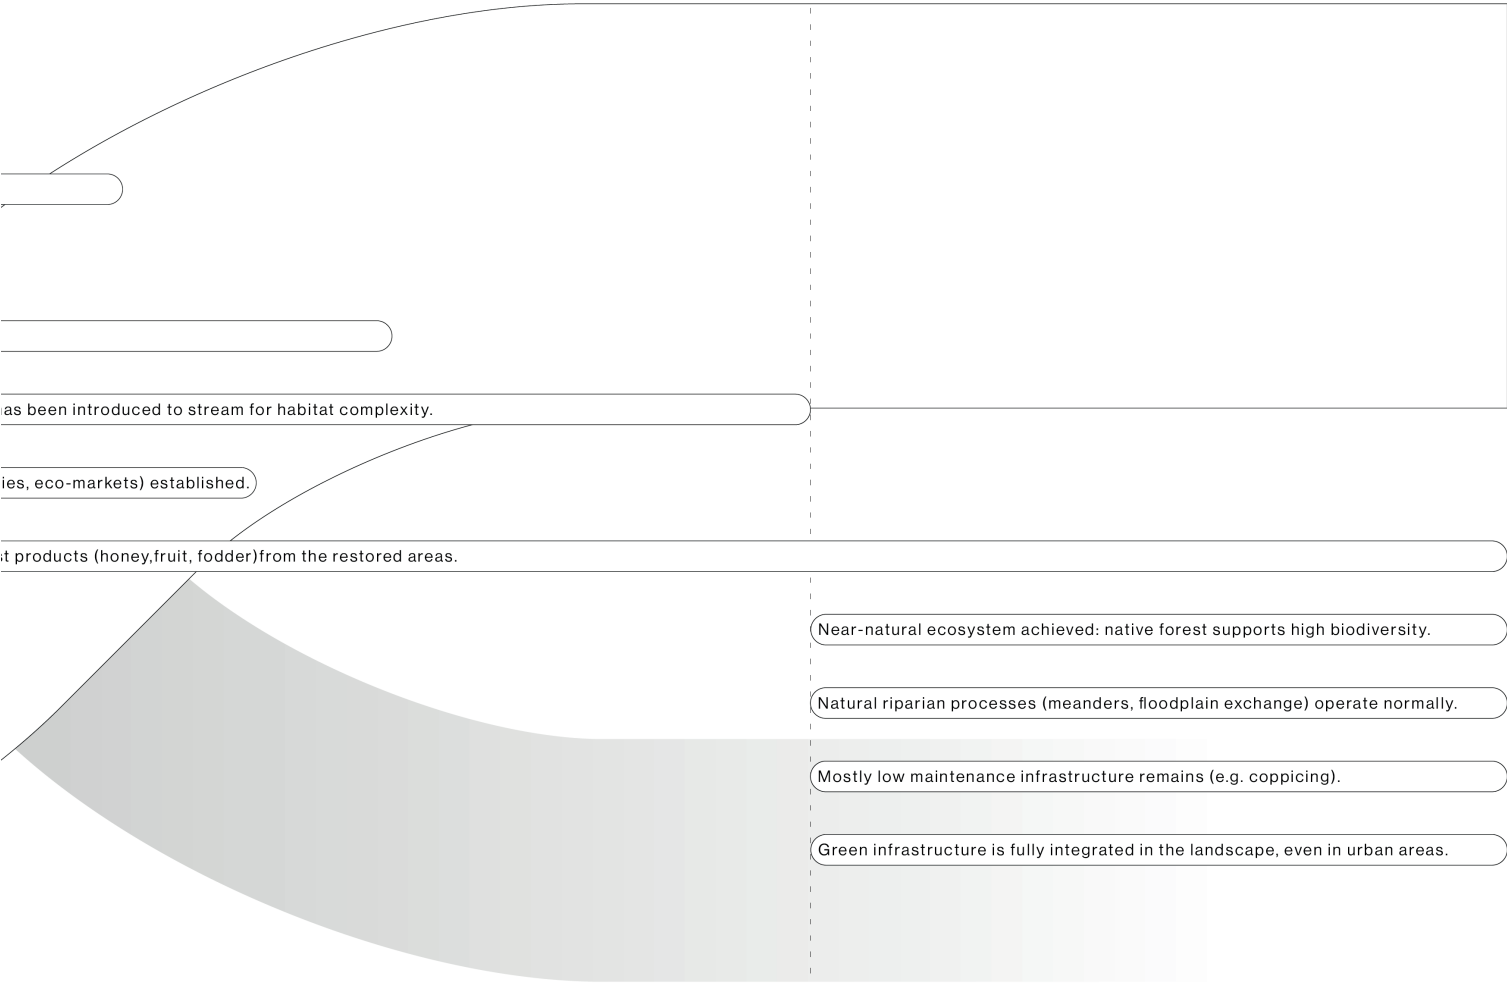 as been introduced to stream for habitat complexity.
ies, eco-markets) established.
st products (honey,fruit, fodder)from the restored areas.
Near-natural ecosystem achieved: native forest supports high biodiversity.
Natural riparian processes (meanders, floodplain exchange) operate normally.
Mostly low maintenance infrastructure remains (e.g. coppicing).
Green infrastructure is fully integrated in the landscape, even in urban areas.